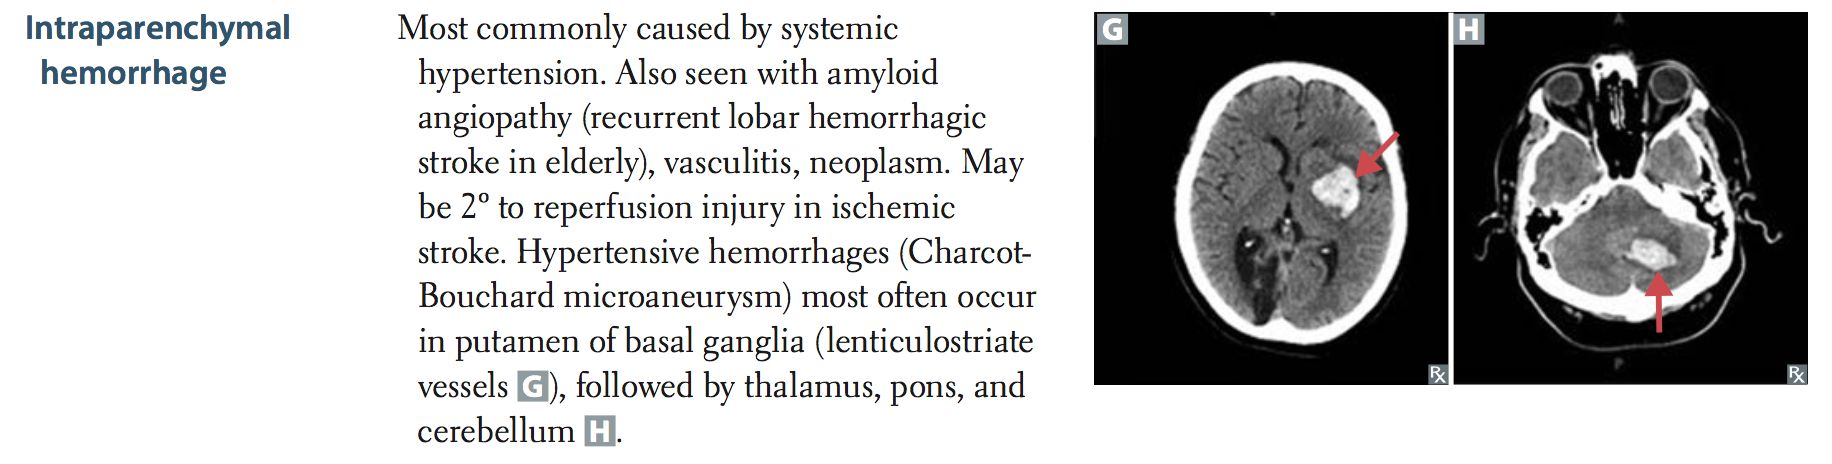 Intraparenchymal
hemorrhage
Most commonly caused by systemic
hypertension. Also seen with amyloid
angiopathy (recurrent lobar hemorrhagic
stroke in elderly), vasculitis, neoplasm. May
be 2° to reperfusion injury in ischemic
stroke. Hypertensive hemorrhages (Charcot-
Bouchard microaneurysm) most often occur
in putamen of basal ganglia (lenticulostriate
vessels G), followed by thalamus, pons, and
cerebellum H.
G
Rx
H
A
P
Rx